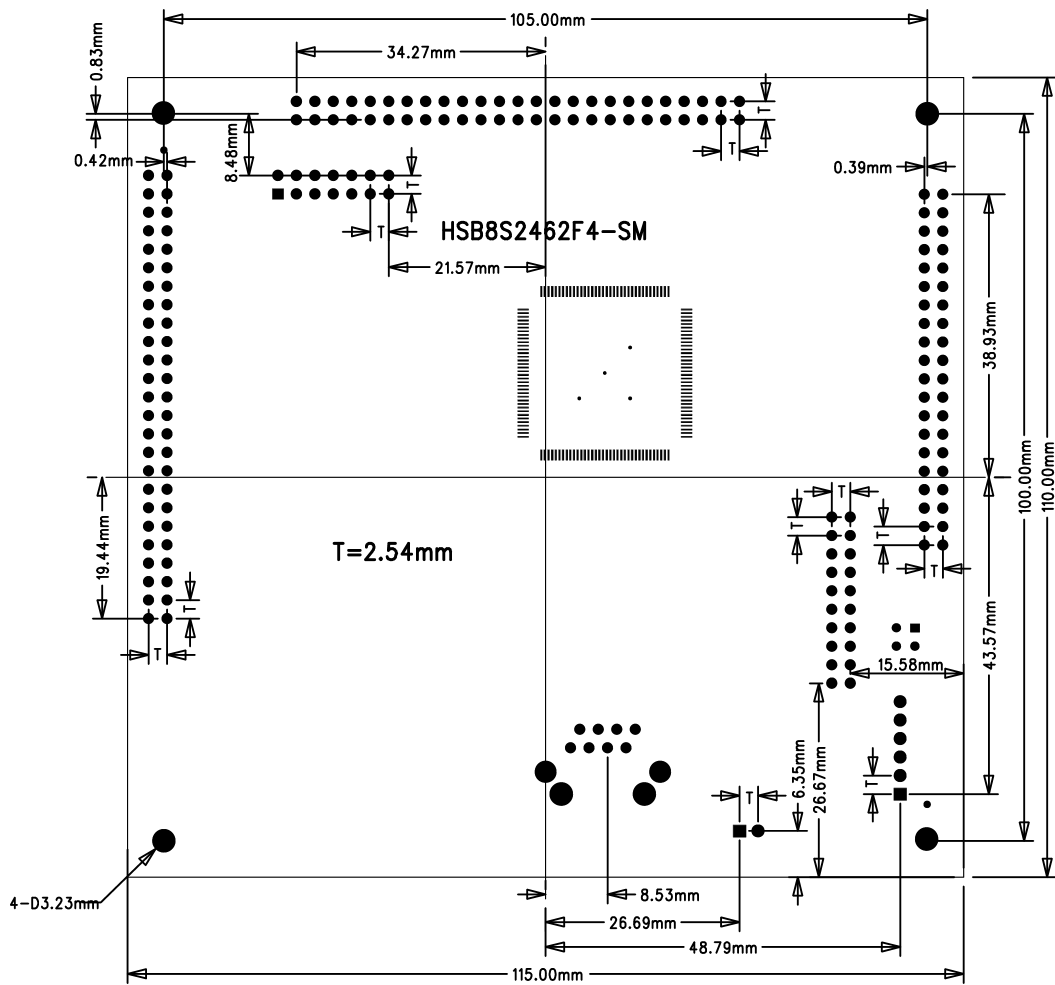 105.00mm
0.83mm
34.27mm
T
T
0.42mm
8.48mm
T
0.39mm
T
HSB8S2462F4-SM
21.57mm
38.93mm
100.00mm
110.00mm
T
T
T
19.44mm
T=2.54mm
T
T
T
43.57mm
15.58mm
6.35mm
26.67mm
T
T
4-D3.23mm
8.53mm
26.69mm
48.79mm
115.00mm